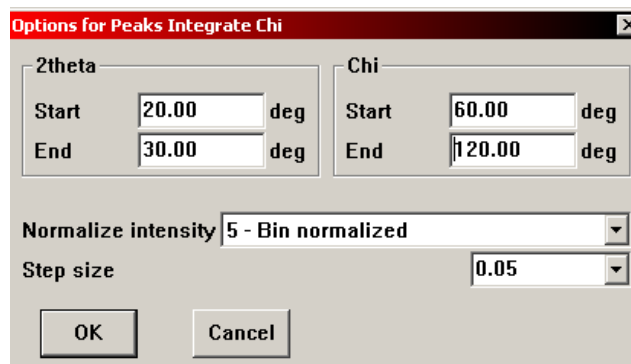 Options for Peaks Integrate Chi
2theta
Start 20.00 deg
End 30.00 deg
Chi
Start 60.00 deg
End 120.00 deg
Normalize intensity 5 - Bin normalized
Step size 0.05
OK Cancel